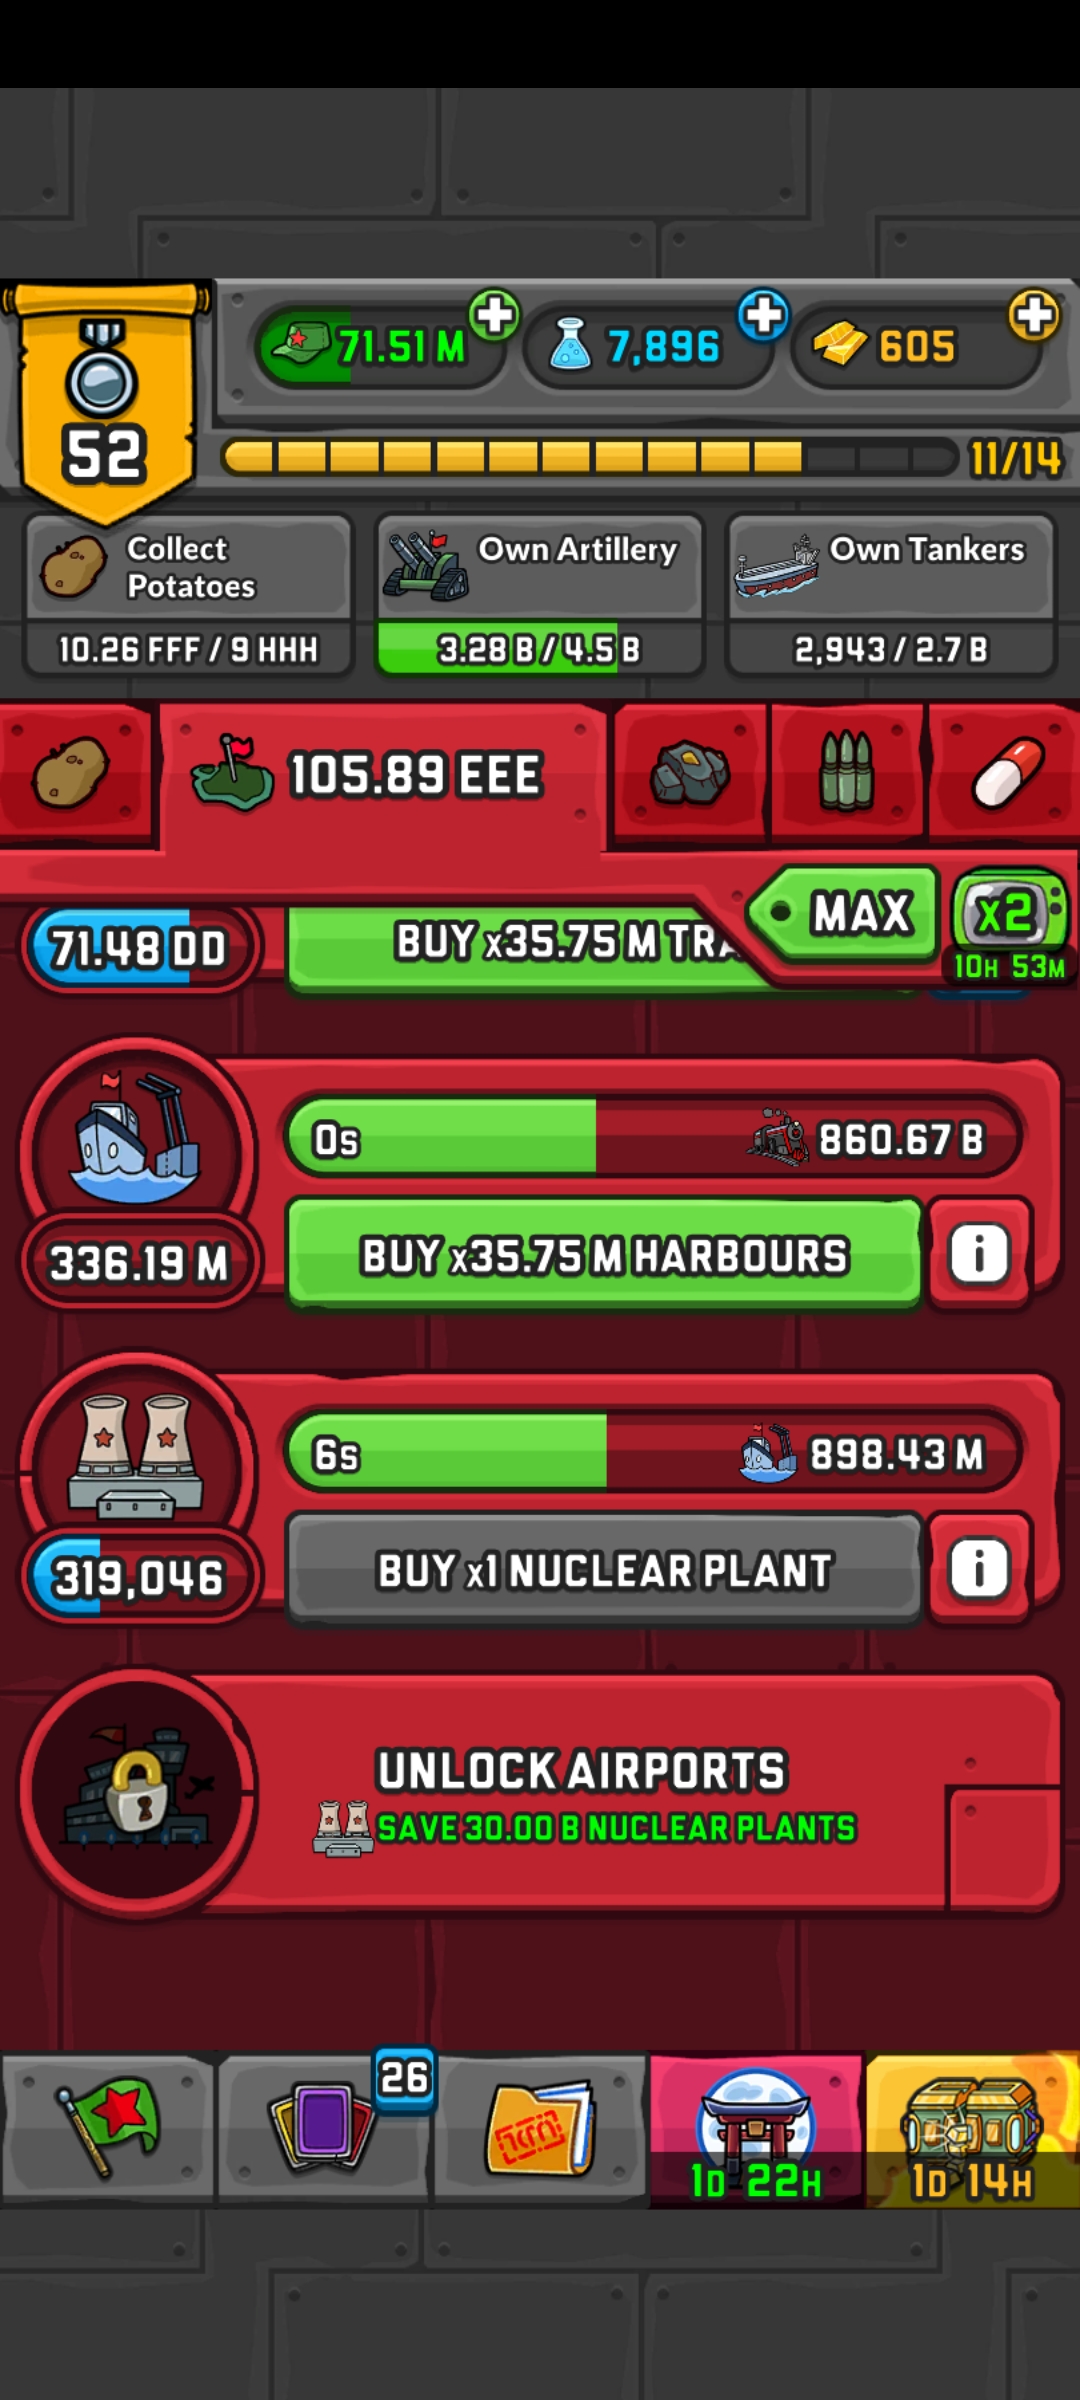 71.51 M
7,896
605
52
11/14
Collect
Potatoes
10.26 FFF / 9 HHH
Own Artillery
3.28 B / 4.5 B
Own Tankers
2,943 / 2.7 B
105.89 EEE
MAX
x2
10H 53M
71.48 DD
BUY x35.75 M TRA
0s
860.67 B
336.19 M
BUY x35.75 M HARBOURS
i
6s
898.43 M
319,046
BUY x1 NUCLEAR PLANT
i
UNLOCK AIRPORTS
SAVE 30.00 B NUCLEAR PLANTS
26
1D 22H
1D 14H